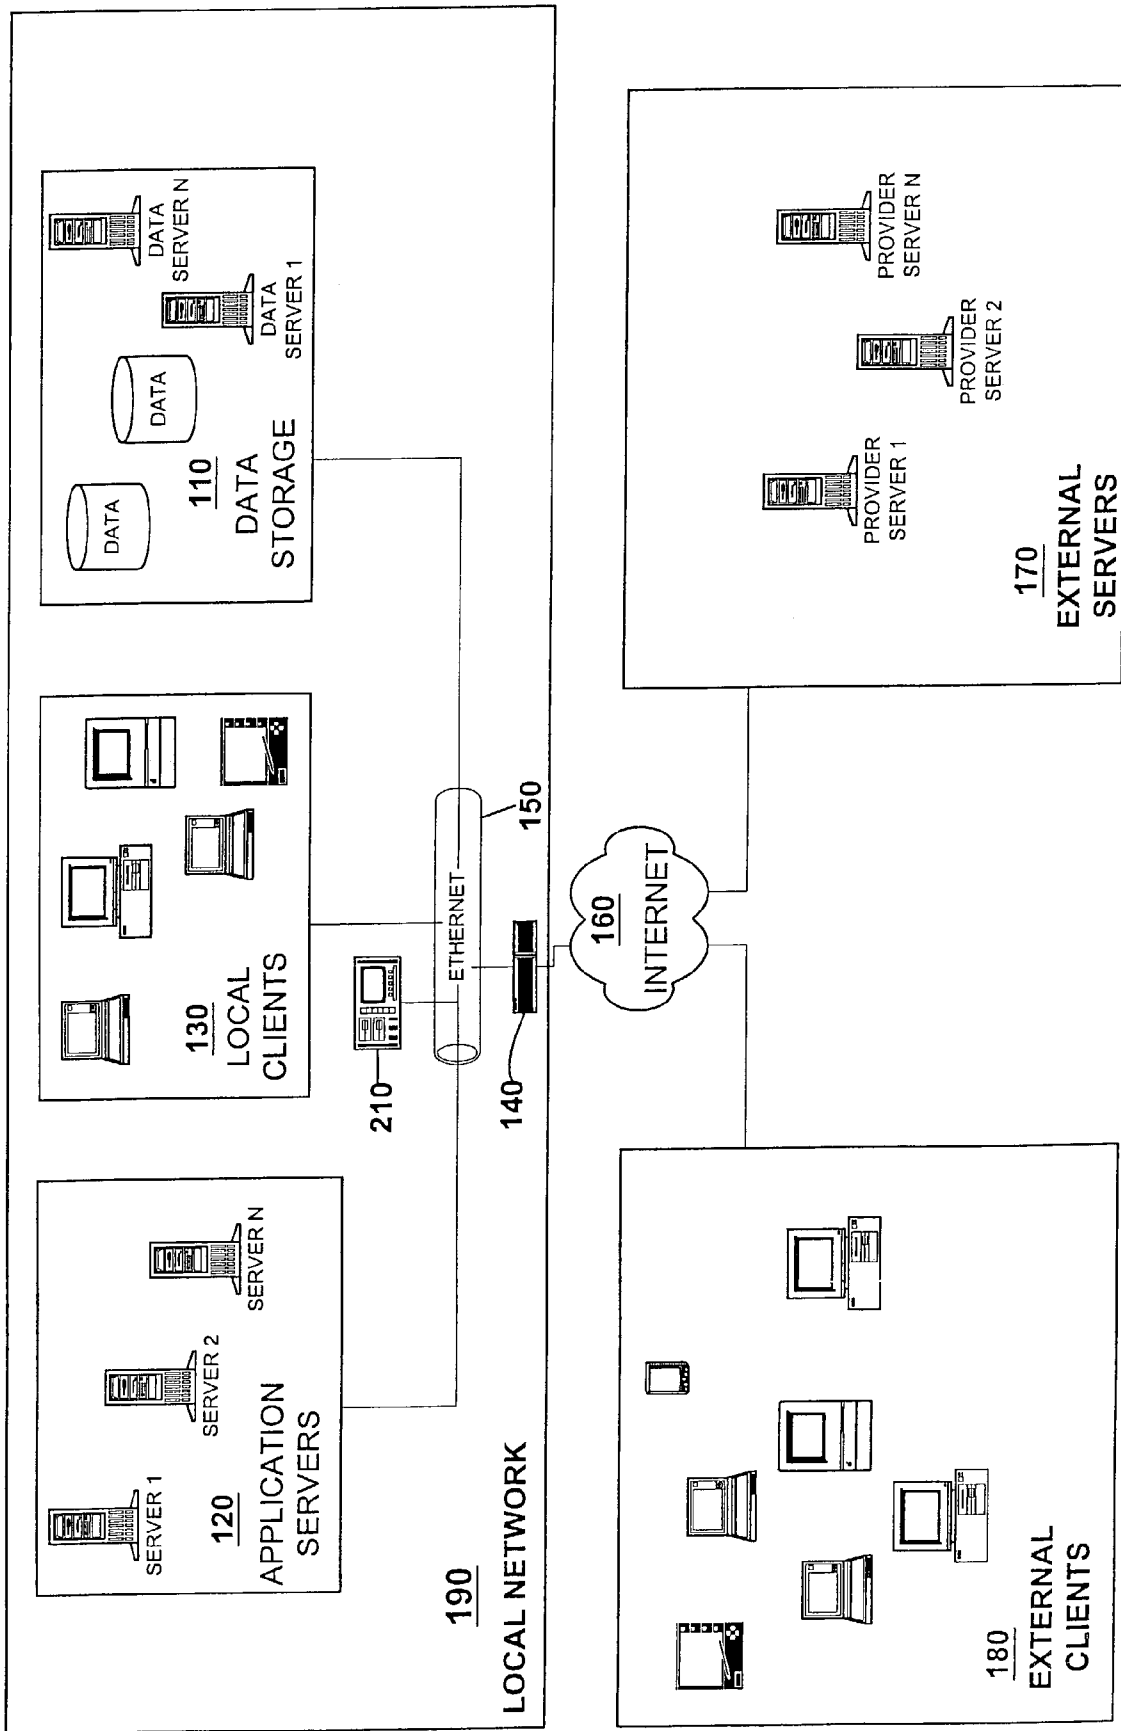 SERVER 1
SERVER 2
SERVER N
120
APPLICATION
SERVERS
130
LOCAL
CLIENTS
DATA
DATA
110
DATA
STORAGE
DATA
SERVER 1
DATA
SERVER N
210
ETHERNET
150
140
190
LOCAL NETWORK
160
INTERNET
180
EXTERNAL
CLIENTS
PROVIDER
SERVER 1
PROVIDER
SERVER 2
PROVIDER
SERVER N
170
EXTERNAL
SERVERS